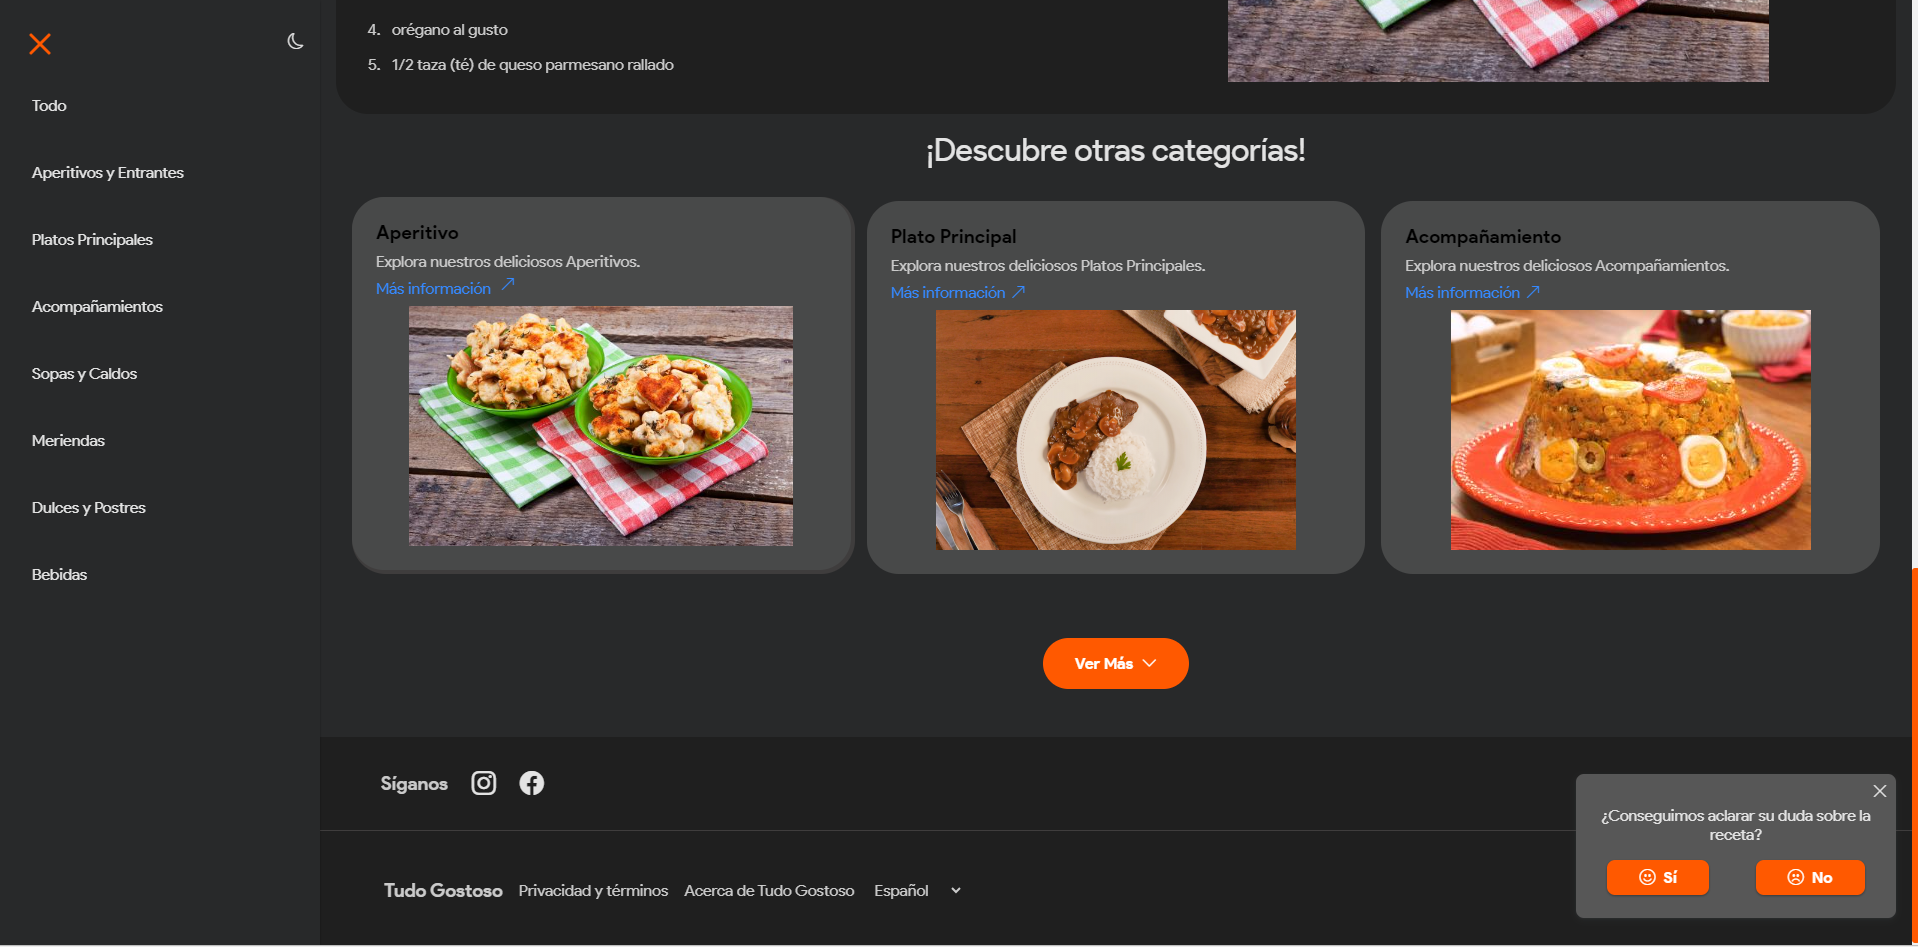 Todo
Aperitivos y Entrantes
Platos Principales
Acompañamientos
Sopas y Caldos
Meriendas
Dulces y Postres
Bebidas
4. orégano al gusto
5. 1/2 taza (té) de queso parmesano rallado
¡Descubre otras categorías!
Aperitivo
Explora nuestros deliciosos Aperitivos.
Más información
Plato Principal
Explora nuestros deliciosos Platos Principales.
Más información
Acompañamiento
Explora nuestros deliciosos Acompañamientos.
Más información
Ver Más
Síganos
¿Conseguimos aclarar su duda sobre la
receta?
Sí
No
Tudo Gostoso Privacidad y términos Acerca de Tudo Gostoso Español